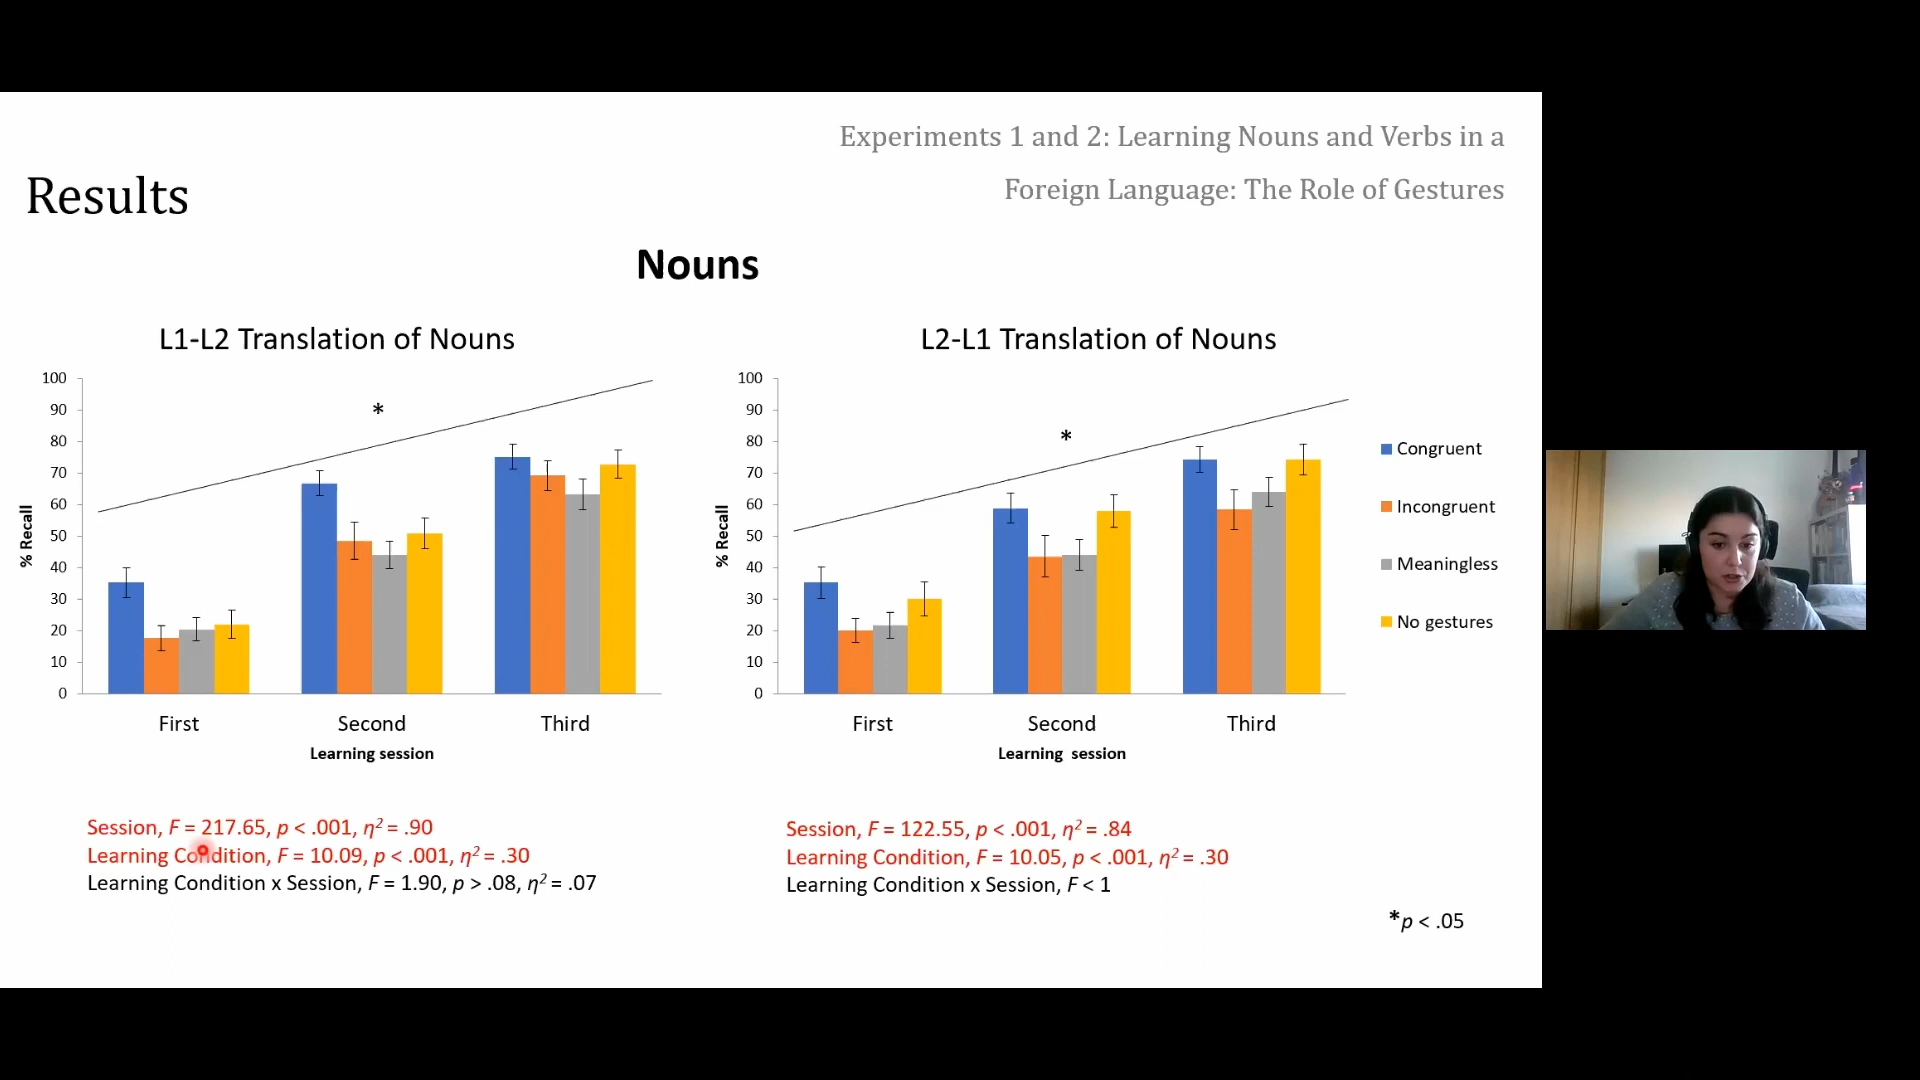 Experiments 1 and 2: Learning Nouns and Verbs in a
Foreign Language: The Role of Gestures
Results
Nouns
L1-L2 Translation of Nouns
100
90
80
70
60
50
40
30
20
10
0
% Recall
*
First
Second
Third
Learning session
Session, F = 217.65, p < .001, η² = .90
Learning Condition, F = 10.09, p < .001, η² = .30
Learning Condition x Session, F = 1.90, p > .08, η² = .07
L2-L1 Translation of Nouns
100
90
80
70
60
50
40
30
20
10
0
% Recall
*
First
Second
Third
Learning session
Congruent
Incongruent
Meaningless
No gestures
Session, F = 122.55, p < .001, η² = .84
Learning Condition, F = 10.05, p < .001, η² = .30
Learning Condition x Session, F < 1
*p < .05